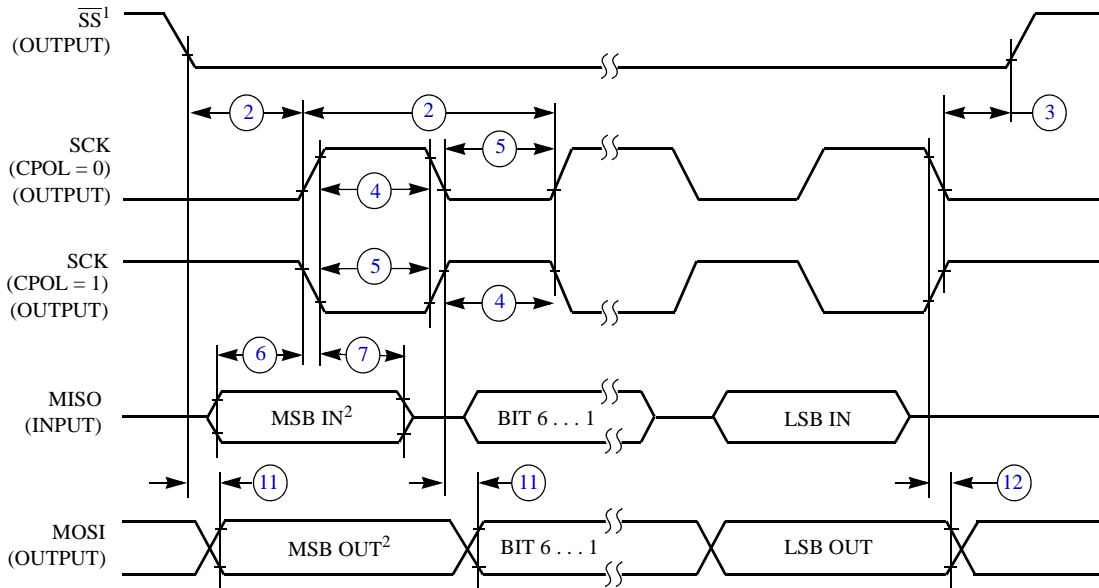 S̅S̅¹
(OUTPUT)
2
2
3
SCK
(CPOL = 0)
(OUTPUT)
5
4
SCK
(CPOL = 1)
(OUTPUT)
5
4
6
7
MISO
(INPUT)
MSB IN²
BIT 6 . . . 1
LSB IN
11
11
12
MOSI
(OUTPUT)
MSB OUT²
BIT 6 . . . 1
LSB OUT